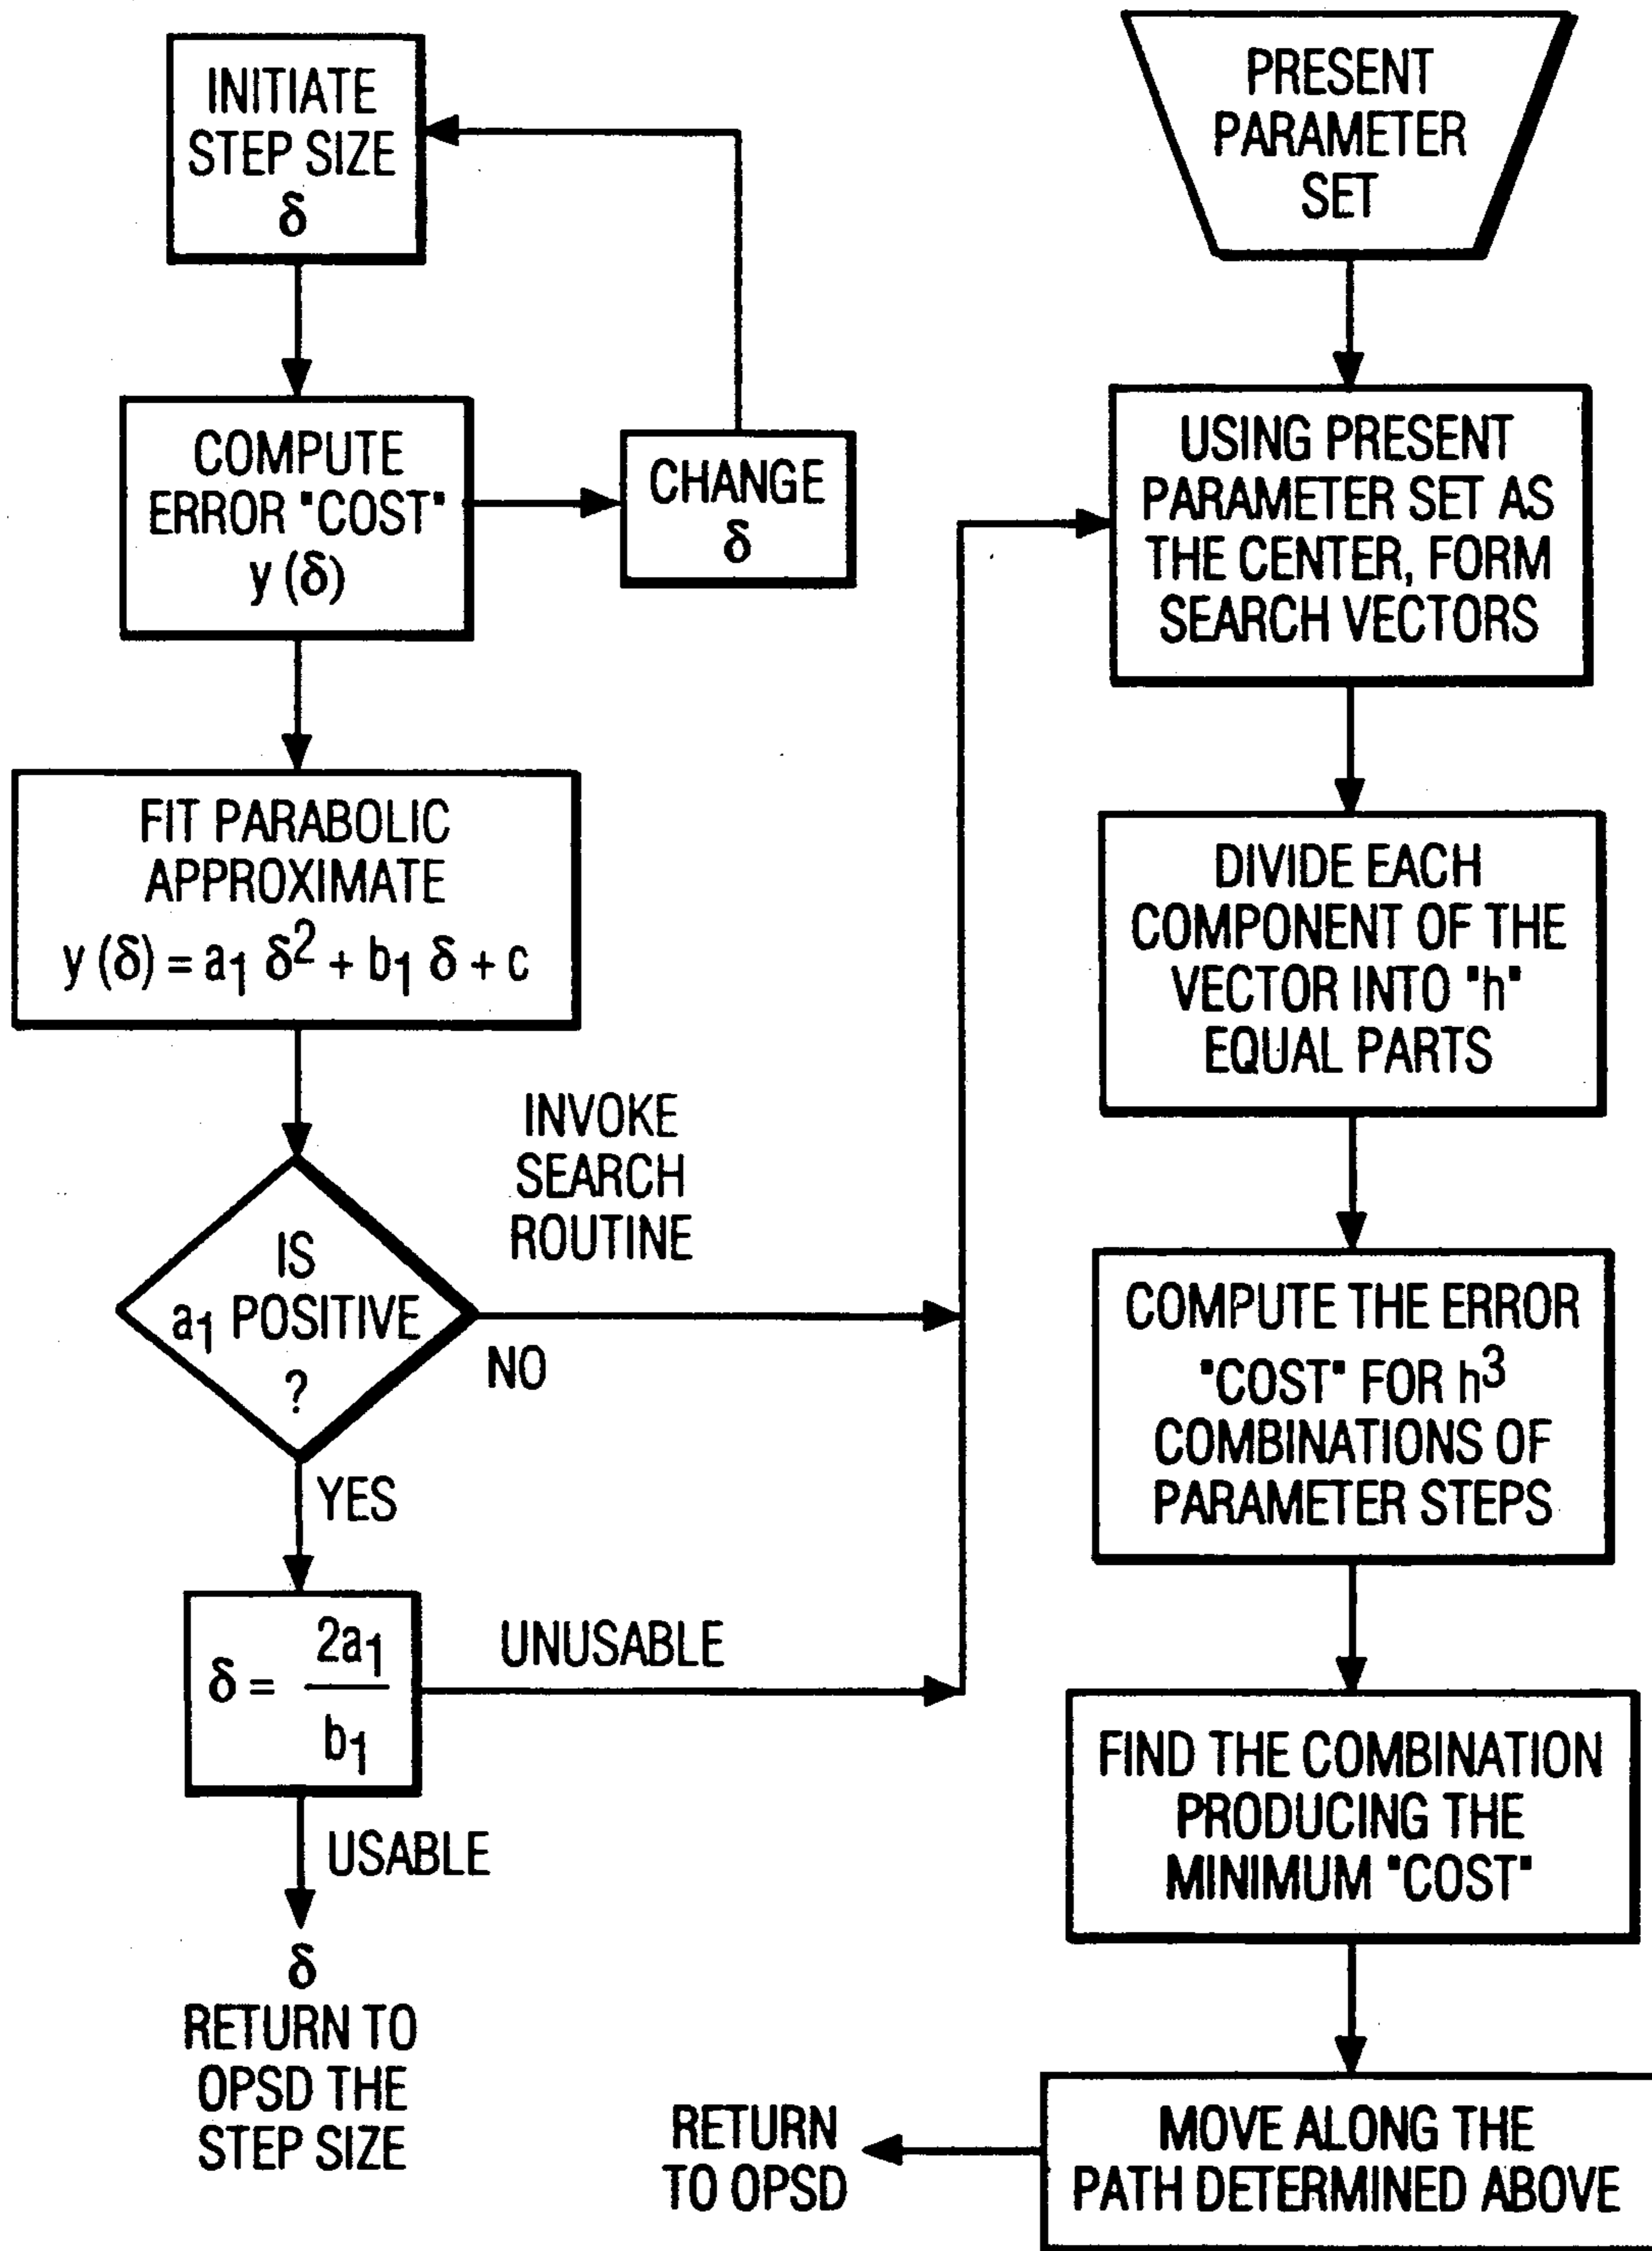 INITIATE
STEP SIZE
δ
COMPUTE
ERROR "COST"
y (δ)
CHANGE
δ
FIT PARABOLIC
APPROXIMATE
y (δ) = a₁ δ² + b₁ δ + c
INVOKE
SEARCH
ROUTINE
IS
a₁ POSITIVE
?
NO
YES
δ = 2a₁
b₁
UNUSABLE
USABLE
δ
RETURN TO
OPSD THE
STEP SIZE
PRESENT
PARAMETER
SET
USING PRESENT
PARAMETER SET AS
THE CENTER, FORM
SEARCH VECTORS
DIVIDE EACH
COMPONENT OF THE
VECTOR INTO "h"
EQUAL PARTS
COMPUTE THE ERROR
"COST" FOR h³
COMBINATIONS OF
PARAMETER STEPS
FIND THE COMBINATION
PRODUCING THE
MINIMUM "COST"
MOVE ALONG THE
PATH DETERMINED ABOVE
RETURN
TO OPSD